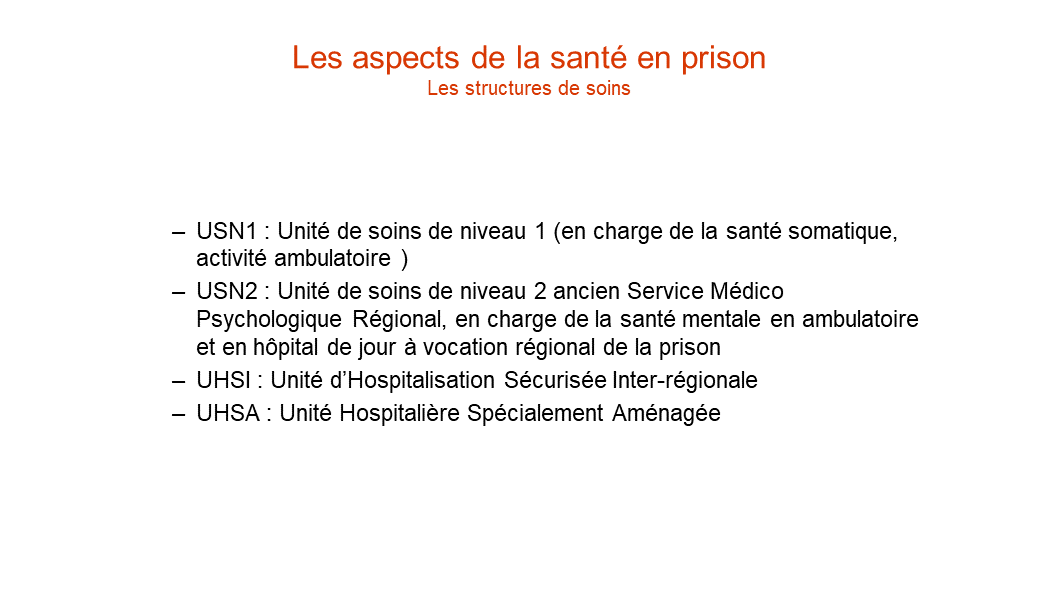 Les aspects de la santé en prison
Les structures de soins
– USN1 : Unité de soins de niveau 1 (en charge de la santé somatique,
activité ambulatoire )
– USN2 : Unité de soins de niveau 2 ancien Service Médico
Psychologique Régional, en charge de la santé mentale en ambulatoire
et en hôpital de jour à vocation régional de la prison
– UHSI : Unité d’Hospitalisation Sécurisée Inter-régionale
– UHSA : Unité Hospitalière Spécialement Aménagée